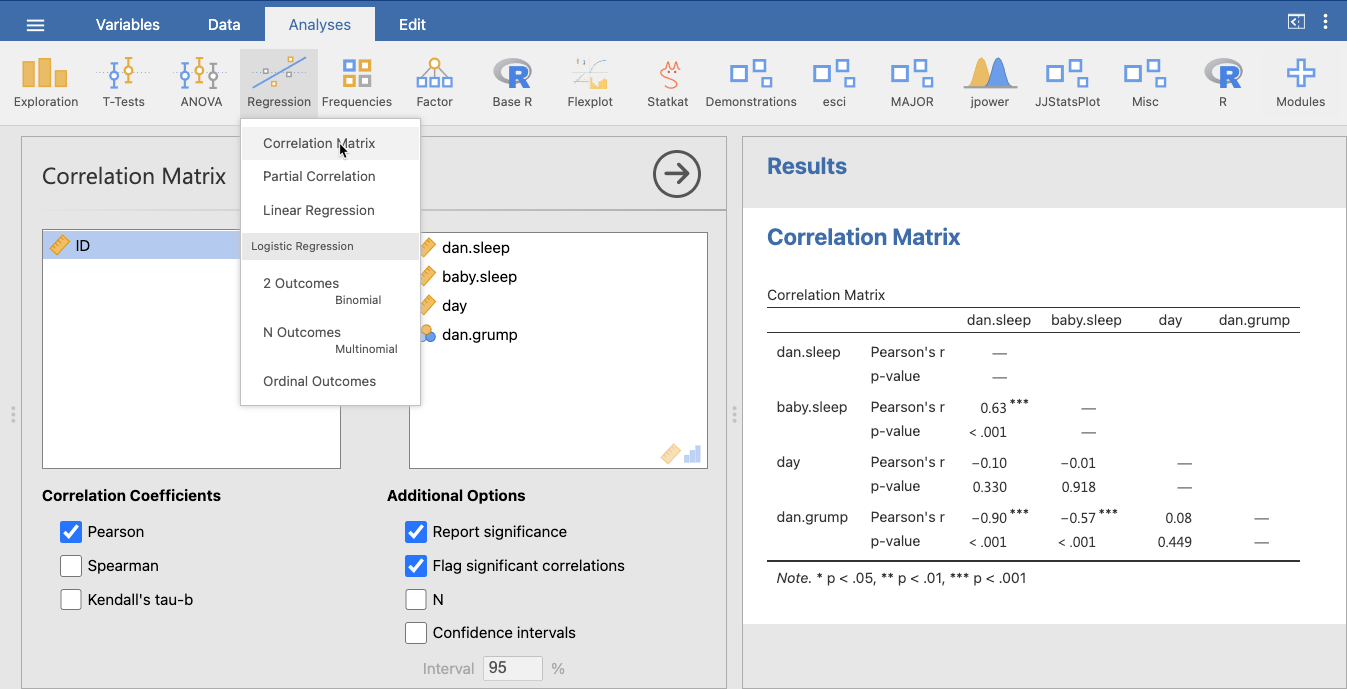 Variables Data Analyses Edit
Exploration T-Tests ANOVA Regression Frequencies Factor Base R Flexplot Statkat Demonstrations esci MAJOR jpower JJStatsPlot Misc R Modules
Correlation Matrix
Partial Correlation
Linear Regression
Logistic Regression
2 Outcomes
Binomial
N Outcomes
Multinomial
Ordinal Outcomes
Correlation Matrix
ID
dan.sleep
baby.sleep
day
dan.grump
Correlation Coefficients
Pearson
Spearman
Kendall's tau-b
Additional Options
Report significance
Flag significant correlations
N
Confidence intervals
Interval 95 %
Results
Correlation Matrix
Correlation Matrix
dan.sleep baby.sleep day dan.grump
dan.sleep Pearson's r —
p-value —
baby.sleep Pearson's r 0.63 *** —
p-value < .001 —
day Pearson's r −0.10 −0.01 —
p-value 0.330 0.918 —
dan.grump Pearson's r −0.90 *** −0.57 *** 0.08 —
p-value < .001 < .001 0.449 —
Note. * p < .05, ** p < .01, *** p < .001